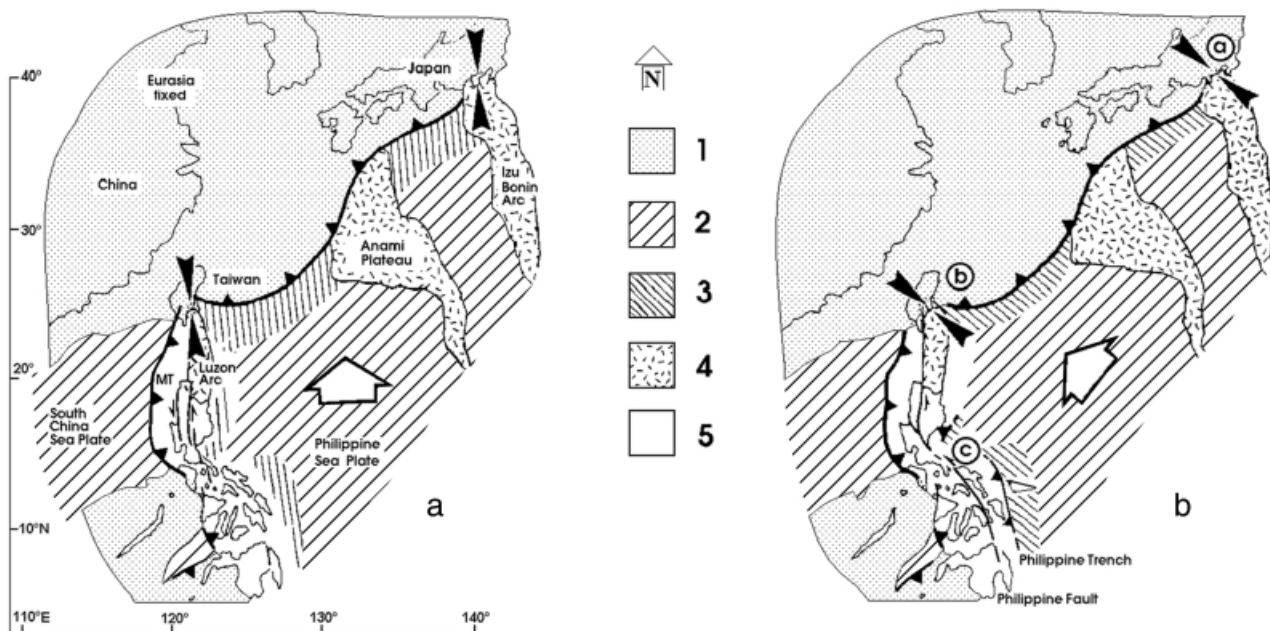 40°
30°
20°
10°N
110°E
120°
130°
140°
Eurasia
fixed
Japan
China
Izu
Bonin
Arc
Anami
Plateau
Taiwan
MT
Luzon
Arc
South
China
Sea Plate
Philippine
Sea Plate
a
N
1
2
3
4
5
a
b
c
b
Philippine Trench
Philippine Fault